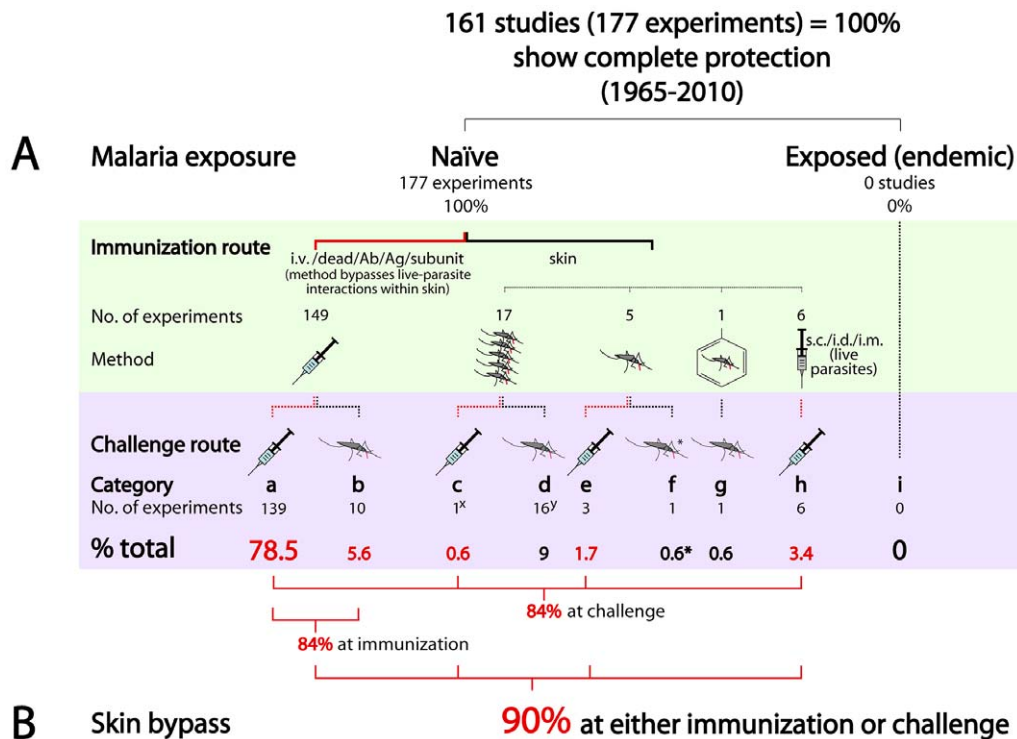 161 studies (177 experiments) = 100%
show complete protection
(1965-2010)
A
Malaria exposure
Naïve
Exposed (endemic)
177 experiments
0 studies
100%
0%
Immunization route
i.v./dead/Ab/Ag/subunit
(method bypasses live-parasite
interactions within skin)
skin
No. of experiments 149 17 5 1 6
Method
s.c./i.d./i.m.
(live
parasites)
Challenge route
*
Category a b c d e f g h i
No. of experiments 139 10 1x 16y 3 1 1 6 0
% total 78.5 5.6 0.6 9 1.7 0.6* 0.6 3.4 0
84% at challenge
84% at immunization
B Skin bypass 90% at either immunization or challenge